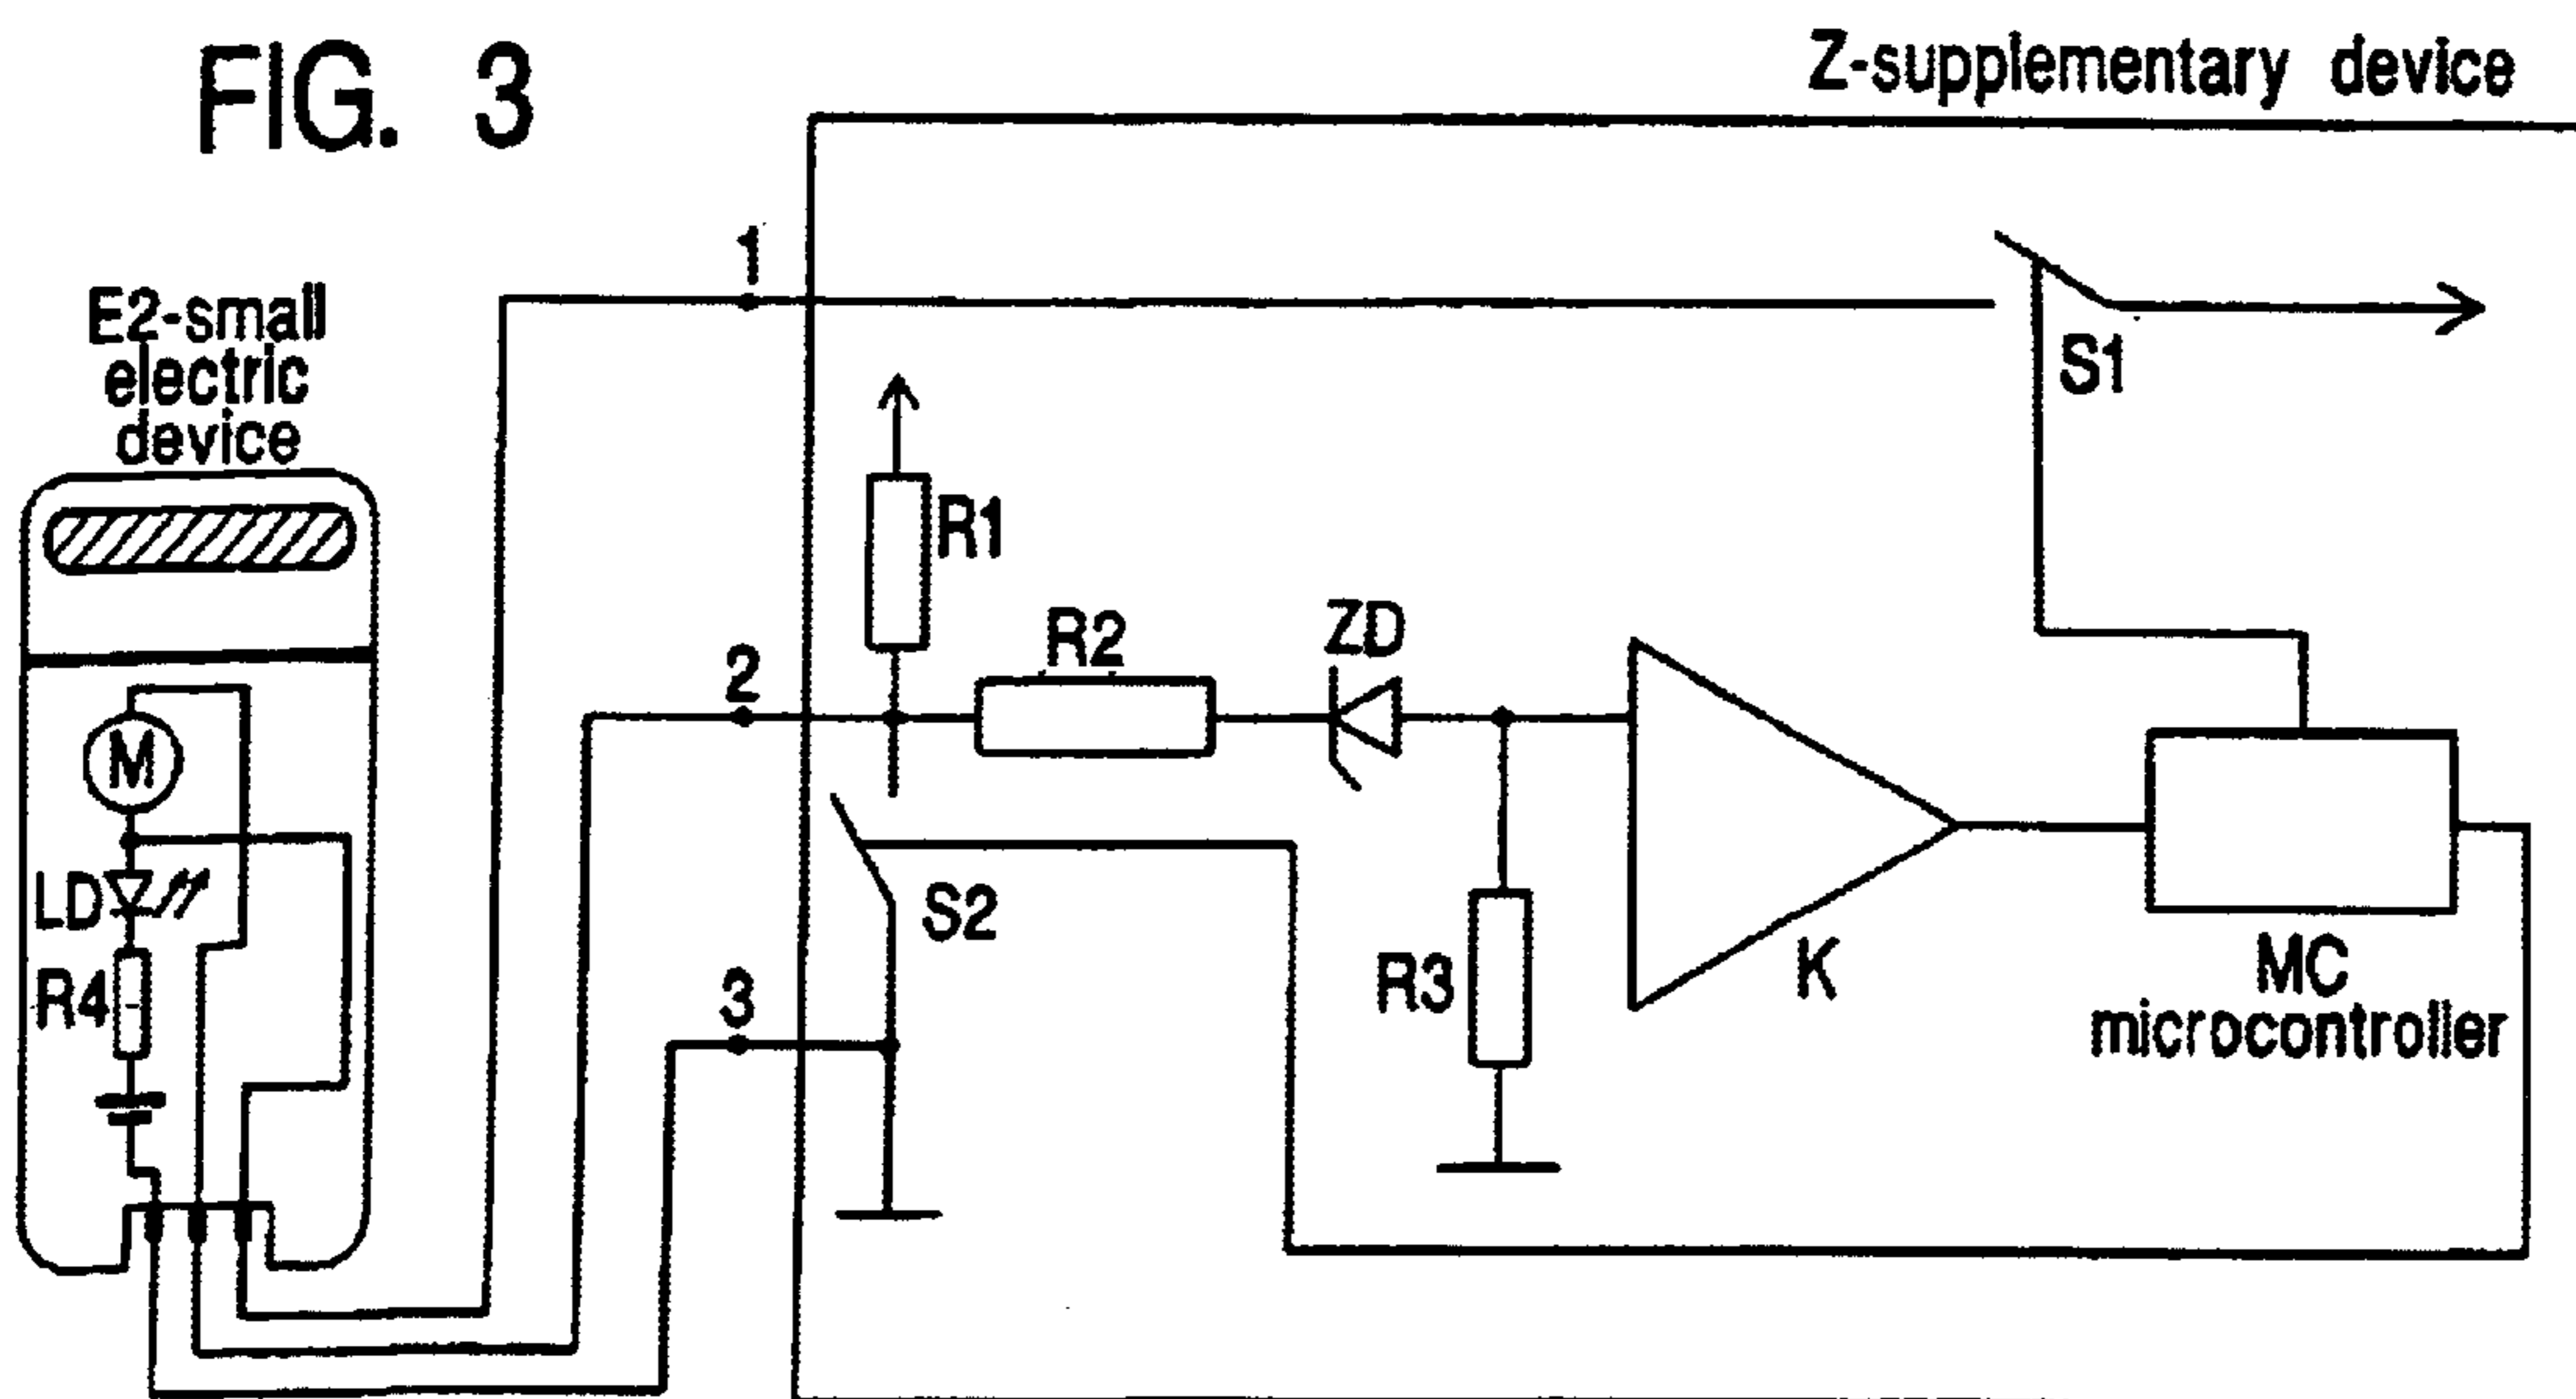 FIG. 3
Z-supplementary device
1
E2-small
electric
device
S1
R1
R2
ZD
2
M
LD
S2
R4
3
R3
K
MC
microcontroller